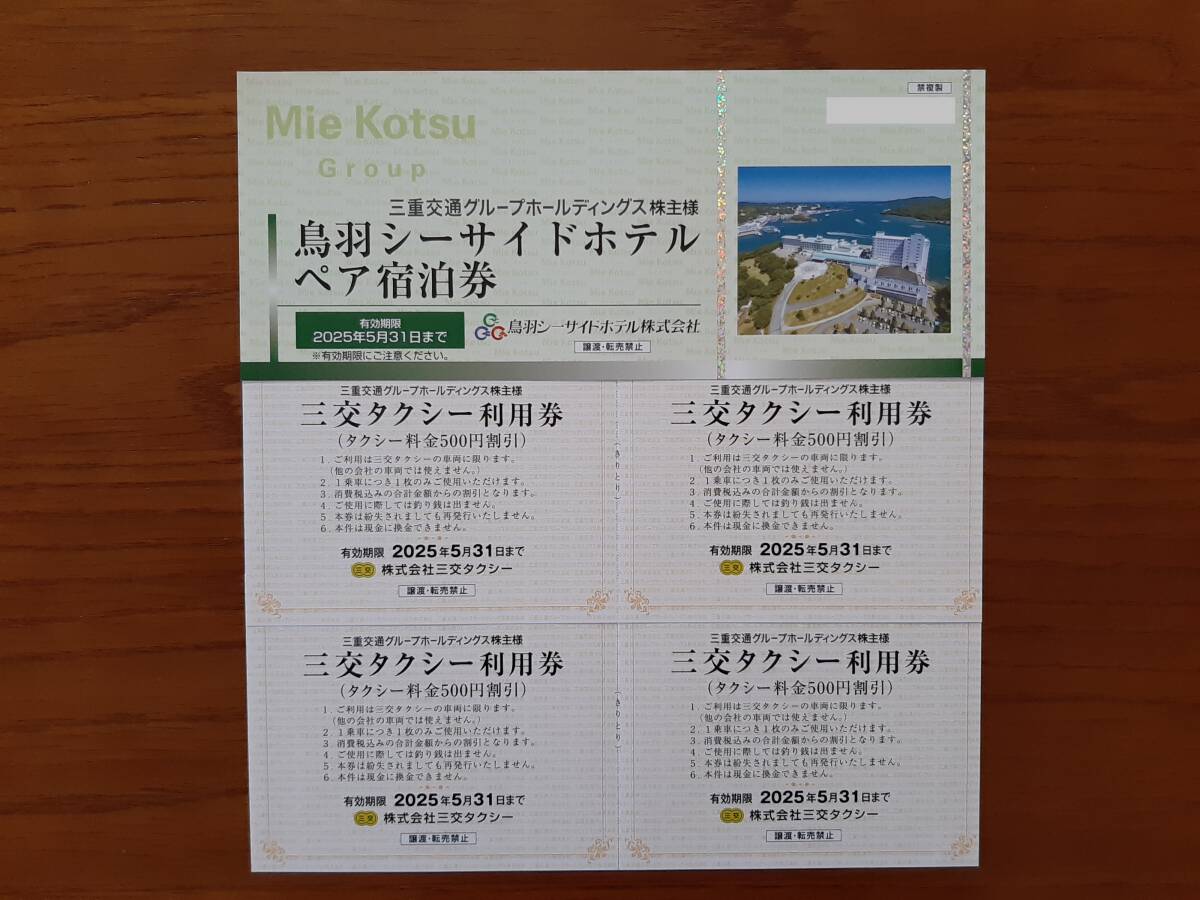 Mie Kotsu
Group
禁複製
三重交通グループホールディングス株主様
鳥羽シーサイドホテル
ペア宿泊券
有効期限
2025年5月31日まで
※有効期限にご注意ください。
鳥羽シーサイドホテル株式会社
譲渡・転売禁止
三重交通グループホールディングス株主様
三交タクシー利用券
（タクシー料金500円割引）
1．ご利用は三交タクシーの車両に限ります。
（他の会社の車両では使えません。）
2．1乗車につき1枚のみご使用いただけます。
3．消費税込みの合計金額からの割引となります。
4．ご使用に際しては釣り銭は出ません。
5．本券は紛失されましても再発行いたしません。
6．本件は現金に換金できません。
有効期限 2025年5月31日まで
三交 株式会社三交タクシー
譲渡・転売禁止
（きりとり）
三重交通グループホールディングス株主様
三交タクシー利用券
（タクシー料金500円割引）
1．ご利用は三交タクシーの車両に限ります。
（他の会社の車両では使えません。）
2．1乗車につき1枚のみご使用いただけます。
3．消費税込みの合計金額からの割引となります。
4．ご使用に際しては釣り銭は出ません。
5．本券は紛失されましても再発行いたしません。
6．本件は現金に換金できません。
有効期限 2025年5月31日まで
三交 株式会社三交タクシー
譲渡・転売禁止
三重交通グループホールディングス株主様
三交タクシー利用券
（タクシー料金500円割引）
1．ご利用は三交タクシーの車両に限ります。
（他の会社の車両では使えません。）
2．1乗車につき1枚のみご使用いただけます。
3．消費税込みの合計金額からの割引となります。
4．ご使用に際しては釣り銭は出ません。
5．本券は紛失されましても再発行いたしません。
6．本件は現金に換金できません。
有効期限 2025年5月31日まで
三交 株式会社三交タクシー
譲渡・転売禁止
（きりとり）
三重交通グループホールディングス株主様
三交タクシー利用券
（タクシー料金500円割引）
1．ご利用は三交タクシーの車両に限ります。
（他の会社の車両では使えません。）
2．1乗車につき1枚のみご使用いただけます。
3．消費税込みの合計金額からの割引となります。
4．ご使用に際しては釣り銭は出ません。
5．本券は紛失されましても再発行いたしません。
6．本件は現金に換金できません。
有効期限 2025年5月31日まで
三交 株式会社三交タクシー
譲渡・転売禁止